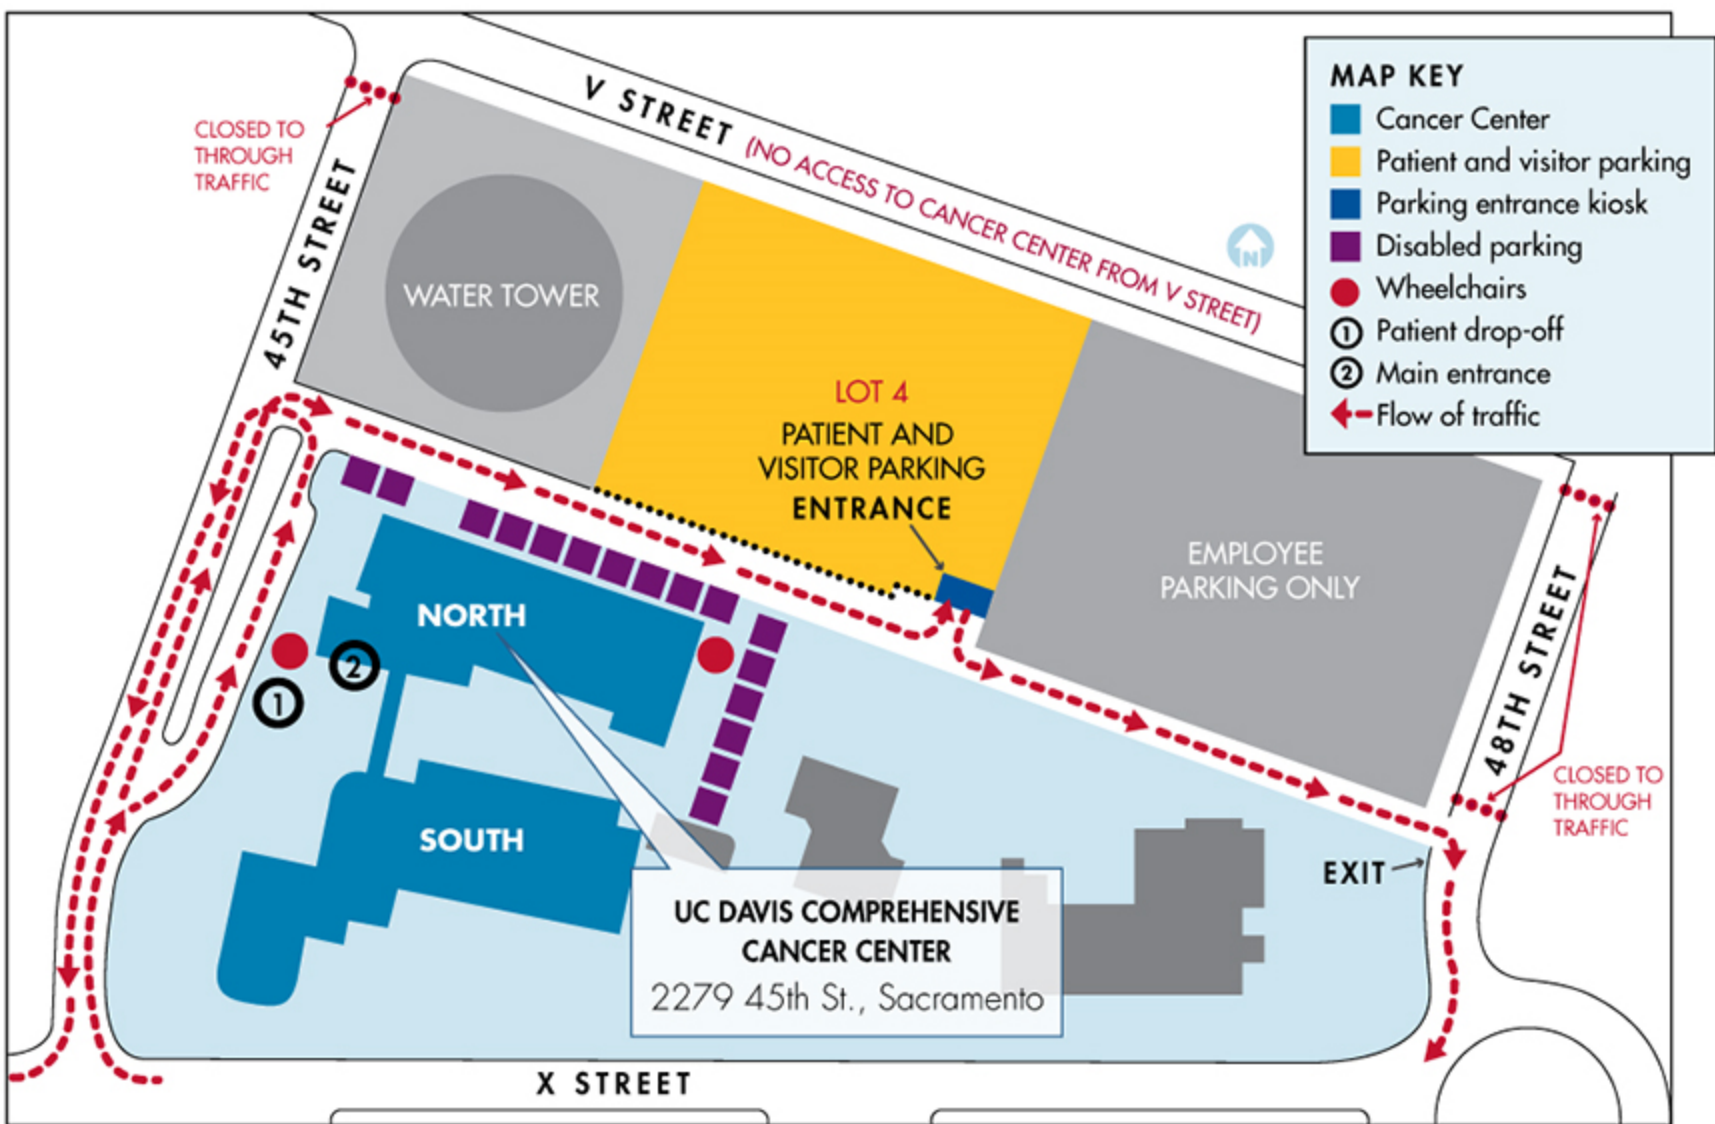 V STREET (NO ACCESS TO CANCER CENTER FROM V STREET)
MAP KEY
Cancer Center
Patient and visitor parking
Parking entrance kiosk
Disabled parking
Wheelchairs
1 Patient drop-off
2 Main entrance
Flow of traffic
N
CLOSED TO
THROUGH
TRAFFIC
45TH STREET
WATER TOWER
LOT 4
PATIENT AND
VISITOR PARKING
ENTRANCE
EMPLOYEE
PARKING ONLY
48TH STREET
CLOSED TO
THROUGH
TRAFFIC
NORTH
2
1
SOUTH
EXIT
UC DAVIS COMPREHENSIVE
CANCER CENTER
2279 45th St., Sacramento
X STREET